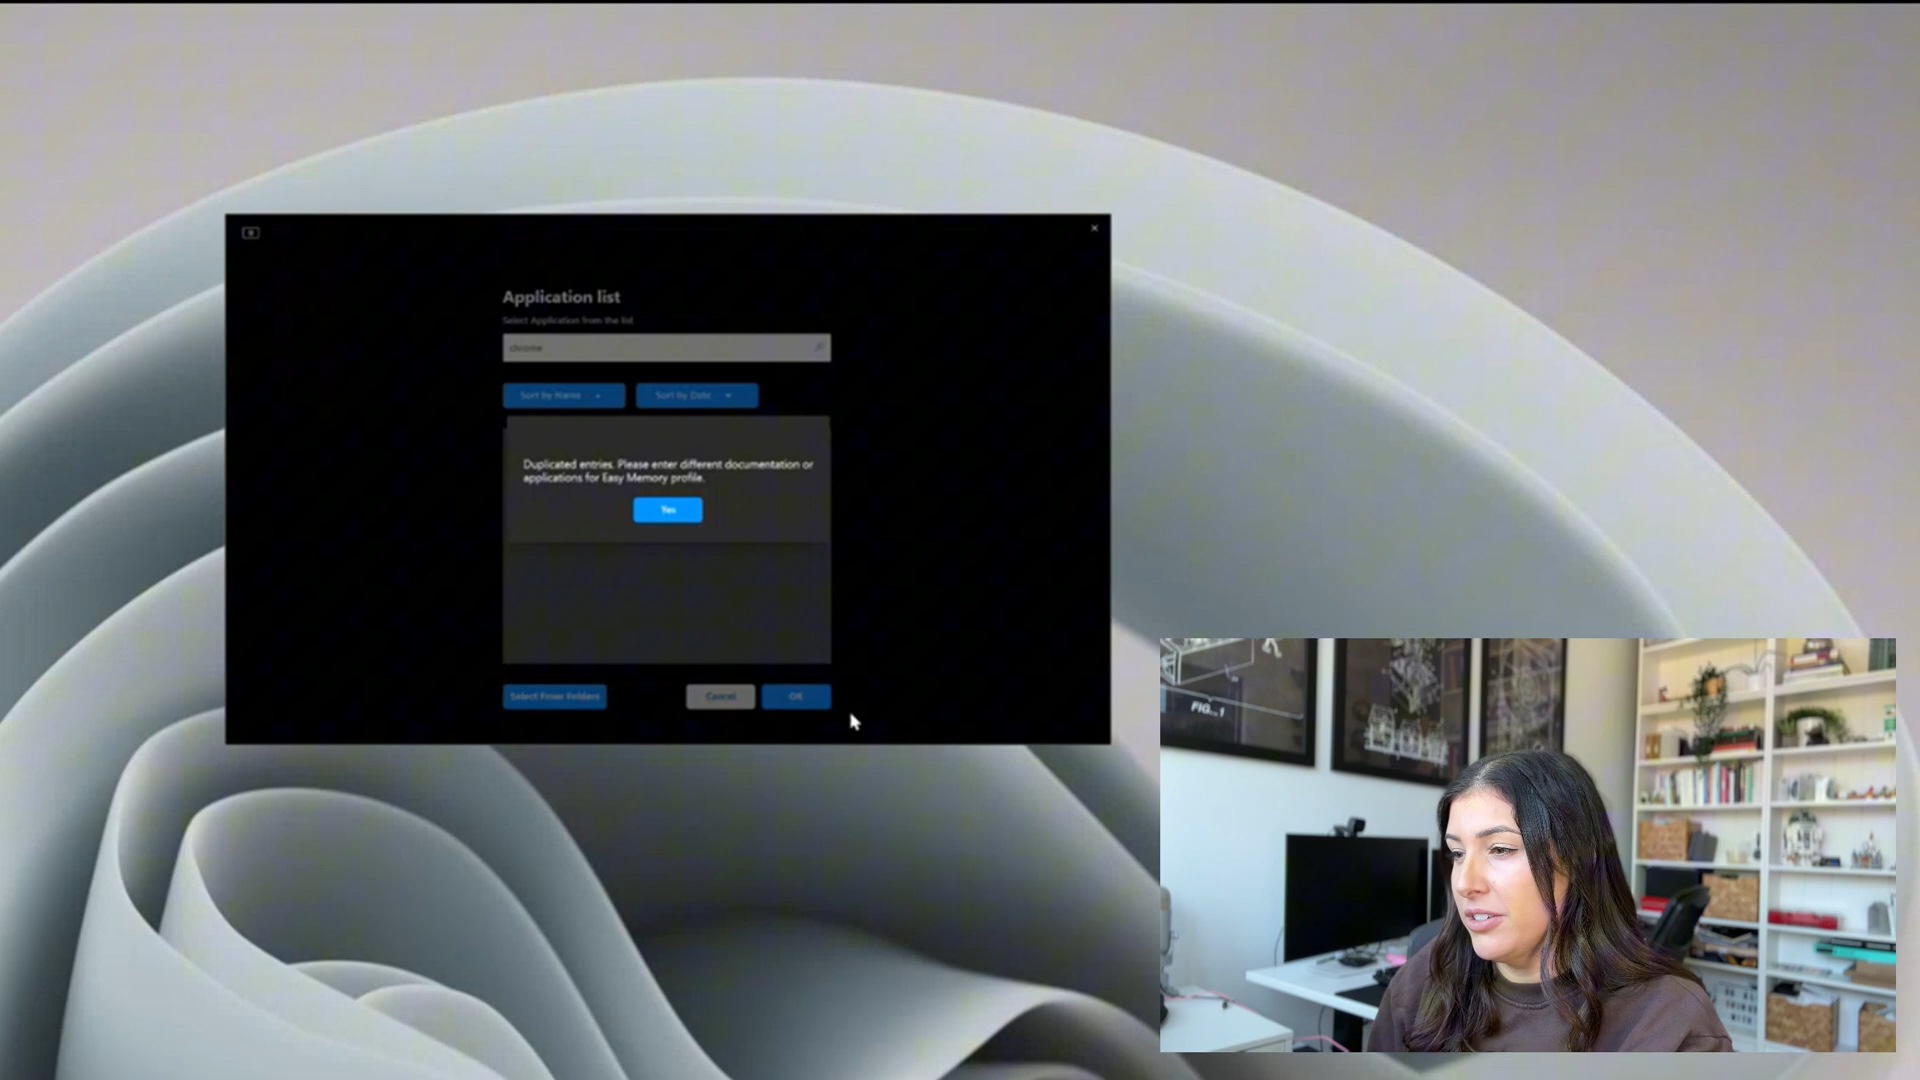 Application list
Select Application from the list
chrome
Sort by Name
Sort by Date
Duplicated entries. Please enter different documentation or
applications for Easy Memory profile.
Yes
Select From Folders
Cancel
OK
FIG. 1